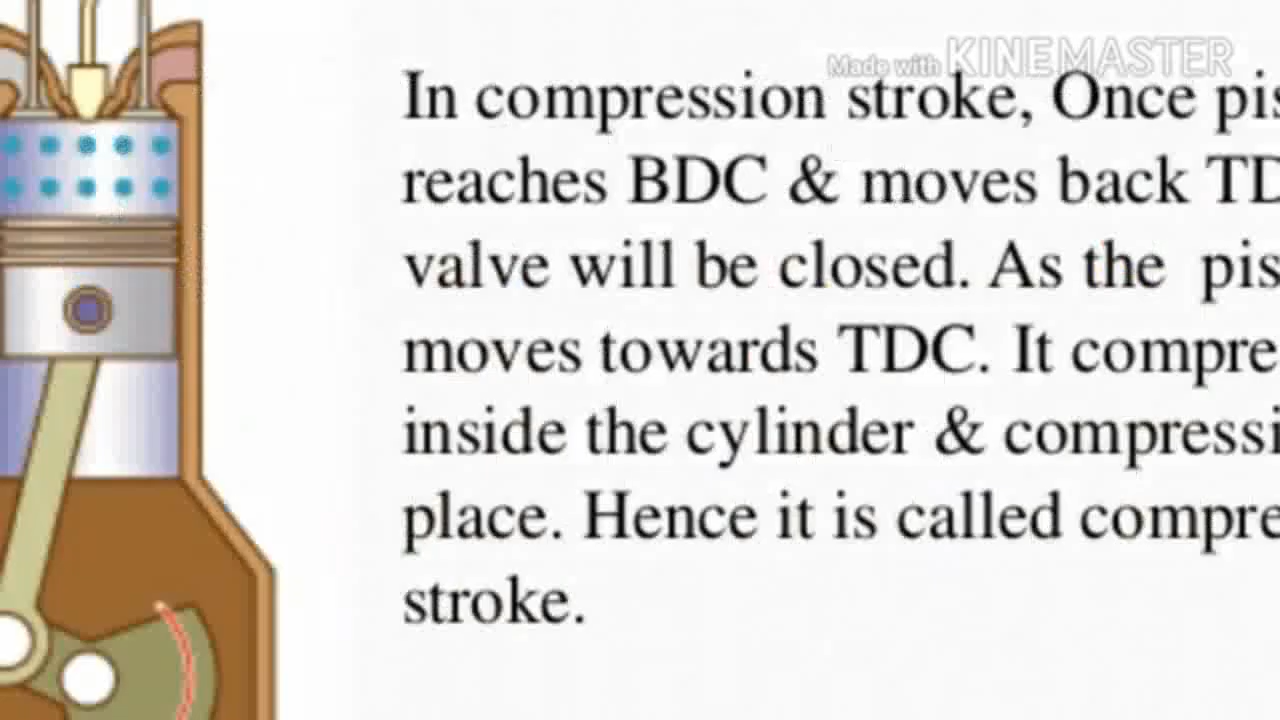 Made with KINEMASTER
In compression stroke, Once pis
reaches BDC & moves back TD
valve will be closed. As the pis
moves towards TDC. It compre
inside the cylinder & compressi
place. Hence it is called compre
stroke.